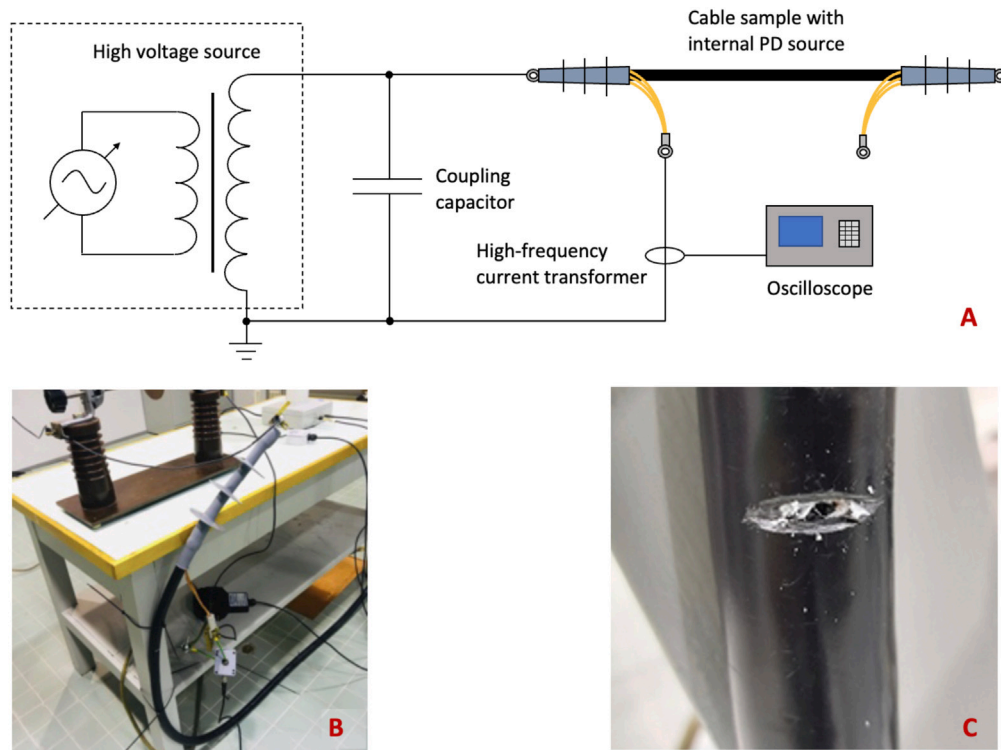 High voltage source
Cable sample with
internal PD source
Coupling
capacitor
High-frequency
current transformer
Oscilloscope
A
B
C